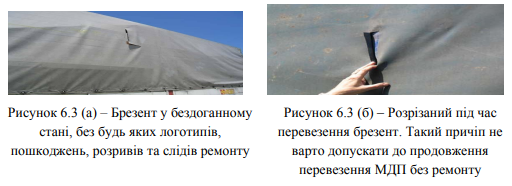 Рисунок 6.3 (а) – Брезент у бездоганному
стані, без будь яких логотипів,
пошкоджень, розривів та слідів ремонту
Рисунок 6.3 (б) – Розрізаний під час
перевезення брезент. Такий причіп не
варто допускати до продовження
перевезення МДП без ремонту